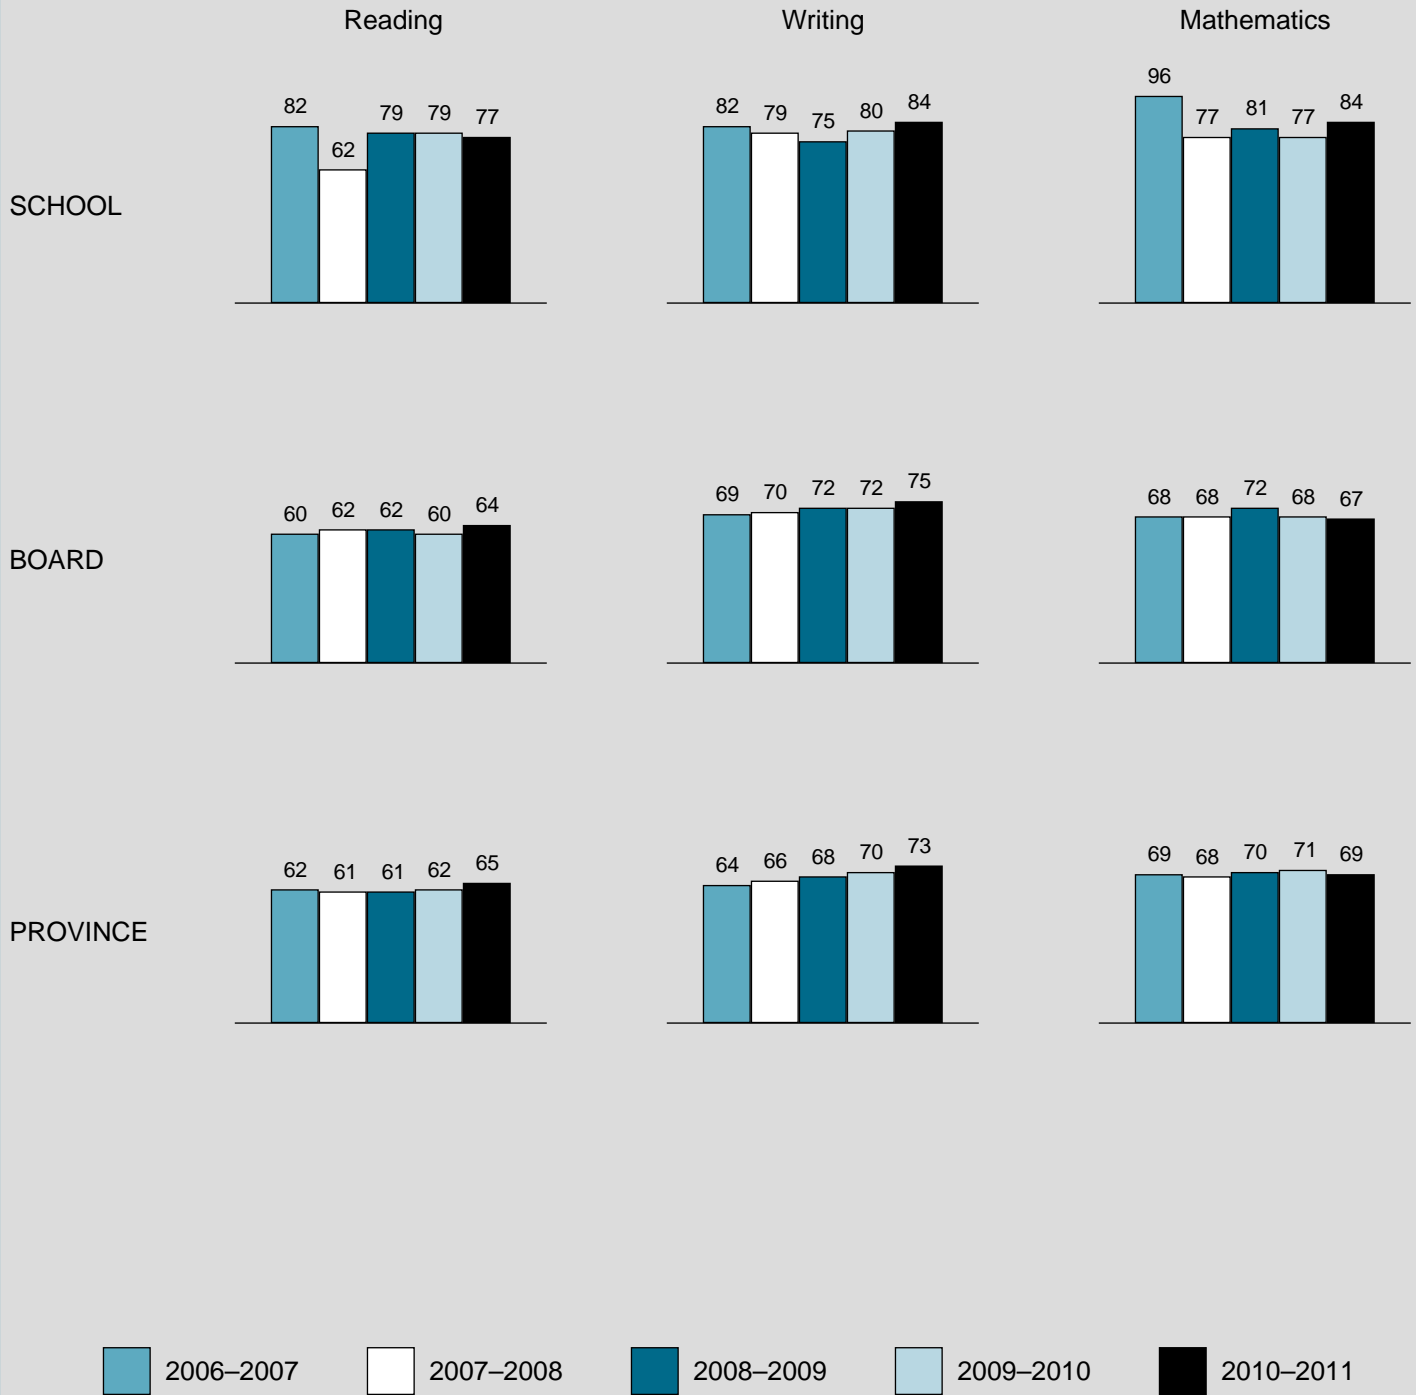 Reading Writing Mathematics
SCHOOL
82 62 79 79 77
82 79 75 80 84
96 77 81 77 84
BOARD
60 62 62 60 64
69 70 72 72 75
68 68 72 68 67
PROVINCE
62 61 61 62 65
64 66 68 70 73
69 68 70 71 69
2006–2007 2007–2008 2008–2009 2009–2010 2010–2011